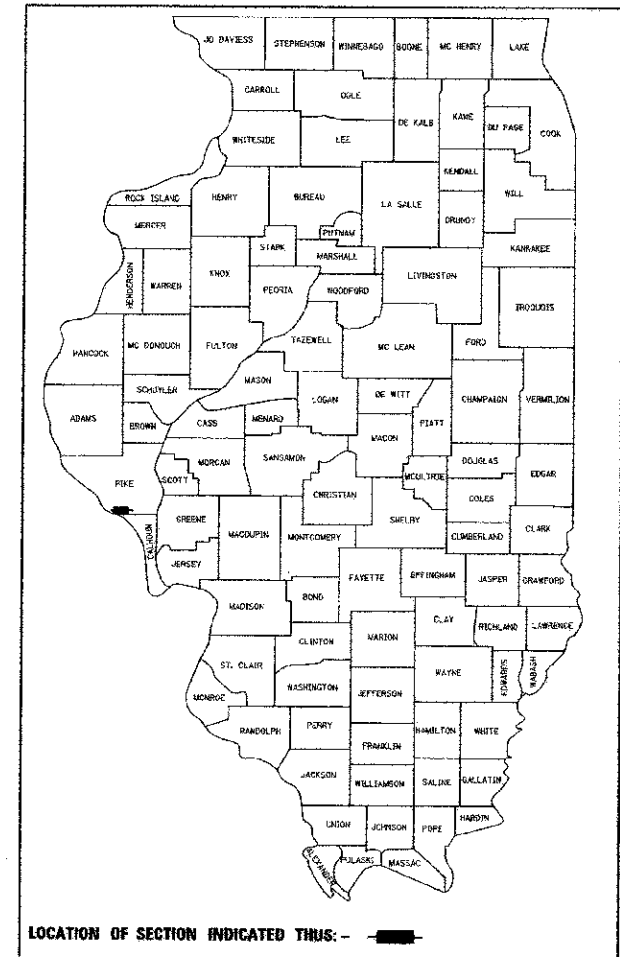 JO DAVIESS STEPHENSON WINNEBAGO BOONE MC HENRY LAKE
CARROLL OGLE DE KALB KANE DU PAGE COOK
WHITESIDE LEE KENDALL WILL
ROCK ISLAND HENRY BUREAU LA SALLE GRUNDY
MERCER PUTNAM KANKAKEE
HENDERSON WARREN KNOX STARK MARSHALL LIVINGSTON
PEORIA WOODFORD IROQUOIS
HANCOCK MC DONOUGH FULTON TAZEWELL MC LEAN FORD
SCHUYLER MASON
ADAMS BROWN CASS MENARD LOGAN DE WITT PIATT CHAMPAIGN VERMILION
MACON
PIKE SCOTT MORGAN SANGAMON MOULTRIE DOUGLAS EDGAR
CHRISTIAN COLES
CALHOUN GREENE MACOUPIN MONTGOMERY SHELBY CUMBERLAND CLARK
JERSEY FAYETTE EFFINGHAM JASPER CRAWFORD
MADISON BOND
CLINTON MARION CLAY RICHLAND LAWRENCE
ST. CLAIR WAYNE EDWARDS WABASH
MONROE WASHINGTON JEFFERSON
RANDOLPH PERRY HAMILTON WHITE
FRANKLIN
JACKSON WILLIAMSON SALINE GALLATIN
UNION JOHNSON POPE HARDIN
ALEXANDER PULASKI MASSAC
LOCATION OF SECTION INDICATED THUS: -